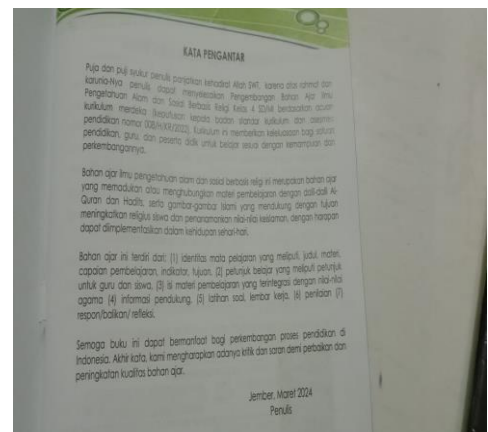 KATA PENGANTAR
Puja dan puji syukur penulis panjatkan kehadirat Allah SWT, karena atas rahmat dan
karunia-Nya penulis dapat menyelesaikan Pengembangan Bahan Ajar Ilmu
Pengetahuan Alam dan Sosial Berbasis Religi Kelas 4 SD/MI berdasarkan acuan
kurikulum merdeka (keputusan kepala badan standar kurikulum dan asesmen
pendidikan nomor 008/H/KR/2022). Kurikulum ini memberikan keleluasaan bagi satuan
pendidikan, guru, dan peserta didik untuk belajar sesuai dengan kemampuan dan
perkembangannya.
Bahan ajar ilmu pengetahuan alam dan sosial berbasis religi ini merupakan bahan ajar
yang memadukan atau menghubungkan materi pembelajaran dengan dalil-dalil Al-
Quran dan Hadits, serta gambar-gambar Islami yang mendukung dengan tujuan
meningkatkan religius siswa dan penanaman nilai-nilai keislaman, dengan harapan
dapat diimplementasikan dalam kehidupan sehari-hari.
Bahan ajar ini terdiri dari: (1) identitas mata pelajaran yang meliputi, judul, materi,
capaian pembelajaran, indikator, tujuan, (2) petunjuk belajar yang meliputi petunjuk
untuk guru dan siswa, (3) isi materi pembelajaran yang terintegrasi dengan nilai-nilai
agama (4) informasi pendukung, (5) latihan soal, lembar kerja, (6) penilaian (7)
respon/balikan/ refleksi.
Semoga buku ini dapat bermanfaat bagi perkembangan proses pendidikan di
Indonesia. Akhir kata, kami mengharapkan adanya kritik dan saran demi perbaikan dan
peningkatan kualitas bahan ajar.
Jember, Maret 2024
Penulis